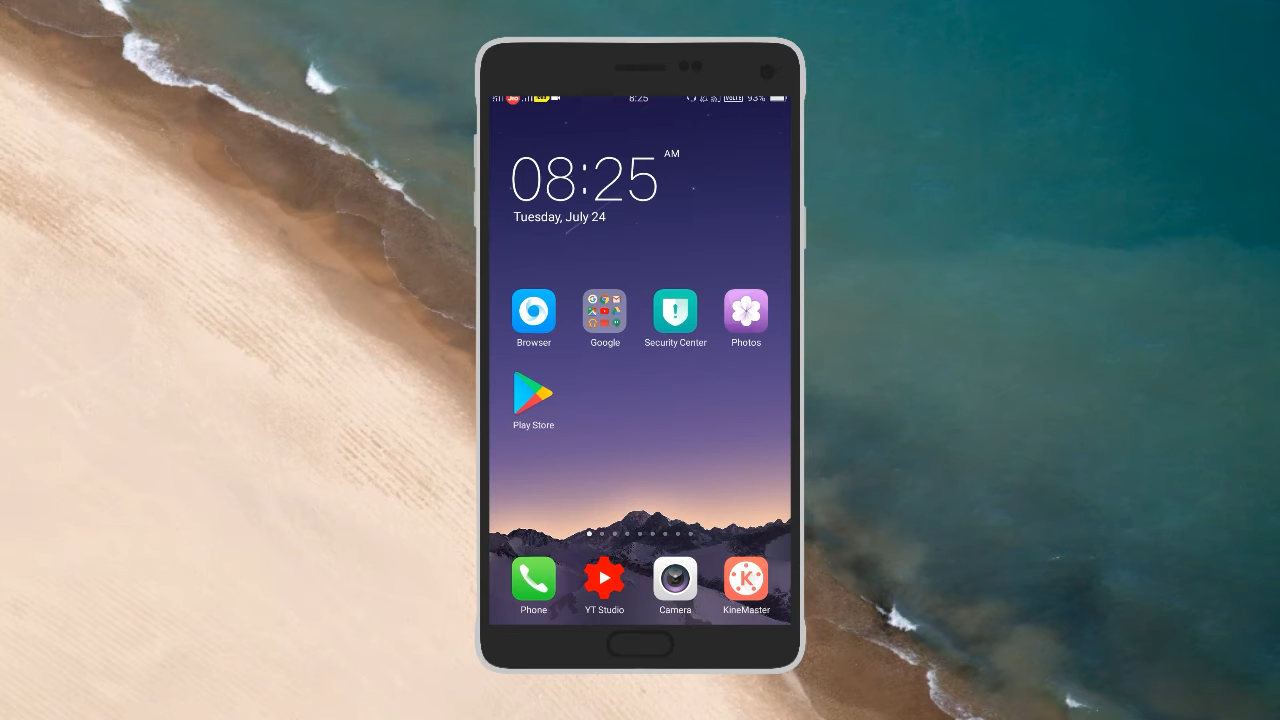 8:25
VOLTE
93%
08:25
AM
Tuesday, July 24
Browser
Google
Security Center
Photos
Play Store
K
Phone
YT Studio
Camera
KineMaster